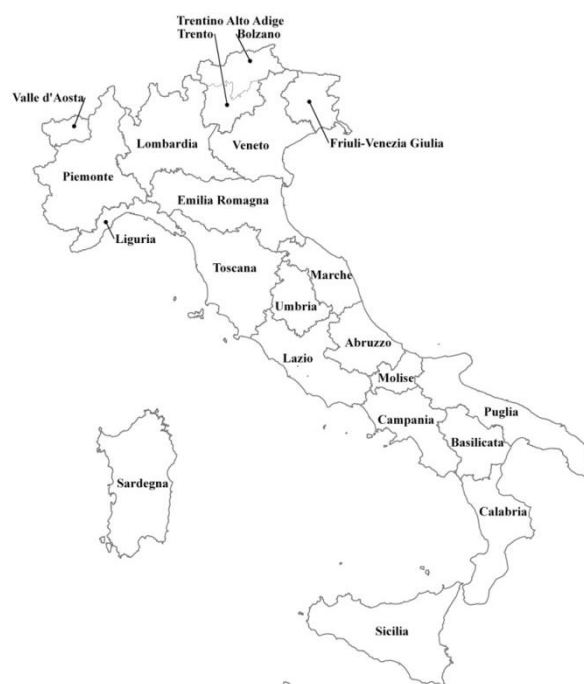 Trentino Alto Adige
Trento Bolzano
Valle d'Aosta
Lombardia
Veneto
Friuli-Venezia Giulia
Piemonte
Emilia Romagna
Liguria
Toscana
Marche
Umbria
Abruzzo
Lazio
Molise
Campania
Puglia
Basilicata
Sardegna
Calabria
Sicilia